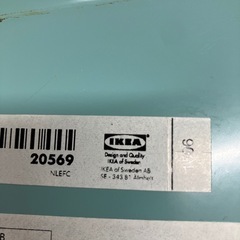 20569
NLEFC
IKEA
Design and Quality
IKEA of Sweden
IKEA of Sweden AB
SE - 343 81 Älmhult